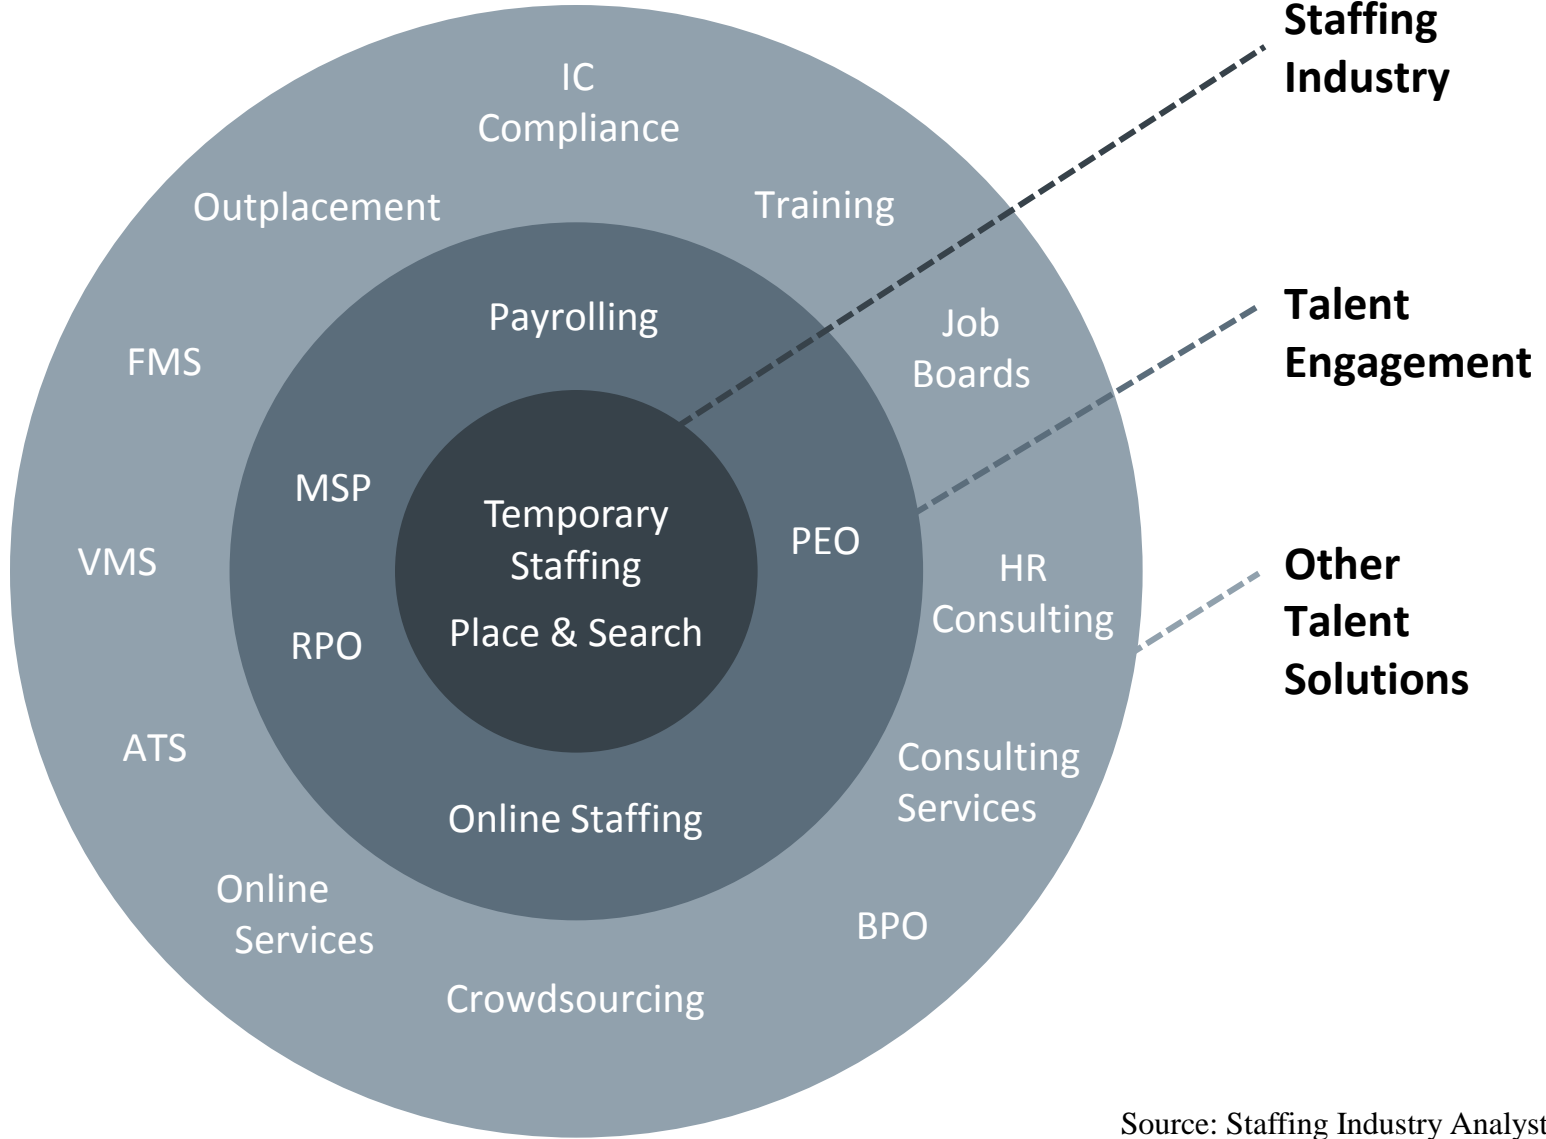 Staffing
Industry
IC
Compliance
Outplacement
Training
Payrolling
Job
Boards
Talent
Engagement
FMS
MSP
Temporary
Staffing
Place & Search
PEO
VMS
RPO
HR
Consulting
Other
Talent
Solutions
ATS
Consulting
Services
Online Staffing
Online
Services
BPO
Crowdsourcing
Source: Staffing Industry Analyst